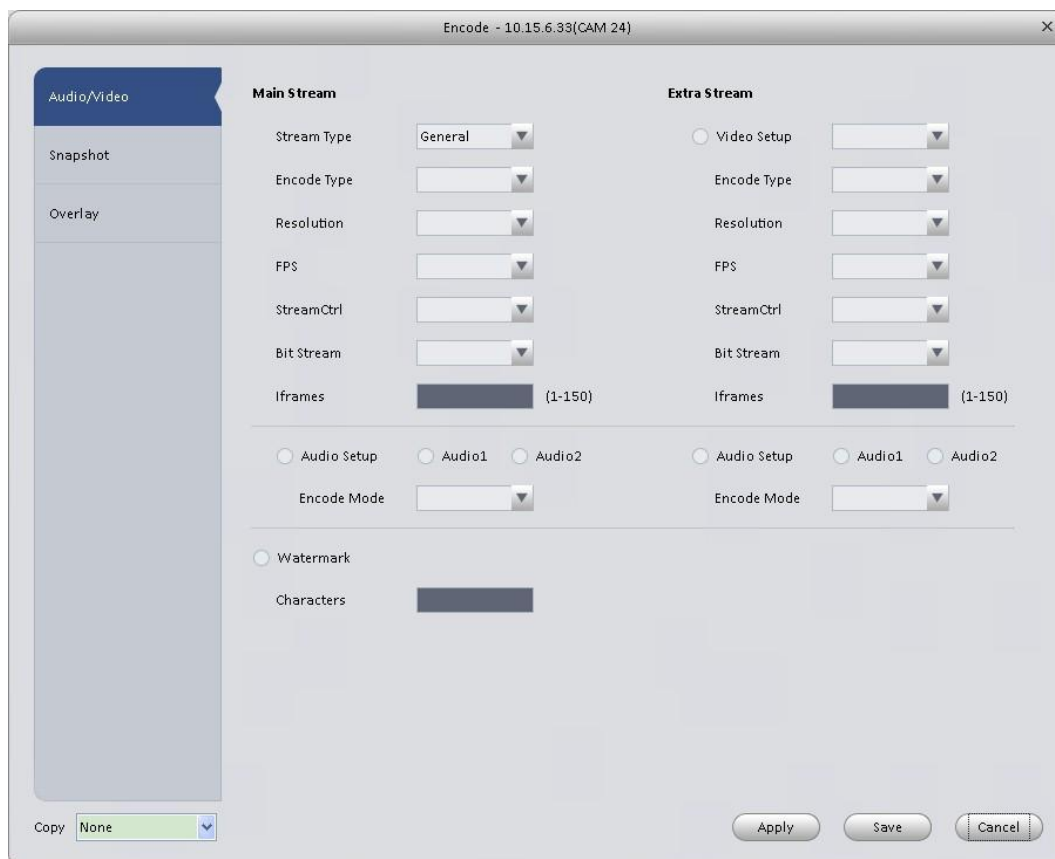 Encode - 10.15.6.33(CAM 24)
Audio/Video
Snapshot
Overlay
Main Stream
Stream Type General
Encode Type
Resolution
FPS
StreamCtrl
Bit Stream
Iframes (1-150)
Audio Setup Audio1 Audio2
Encode Mode
Watermark
Characters
Extra Stream
Video Setup
Encode Type
Resolution
FPS
StreamCtrl
Bit Stream
Iframes (1-150)
Audio Setup Audio1 Audio2
Encode Mode
Copy None
Apply Save Cancel